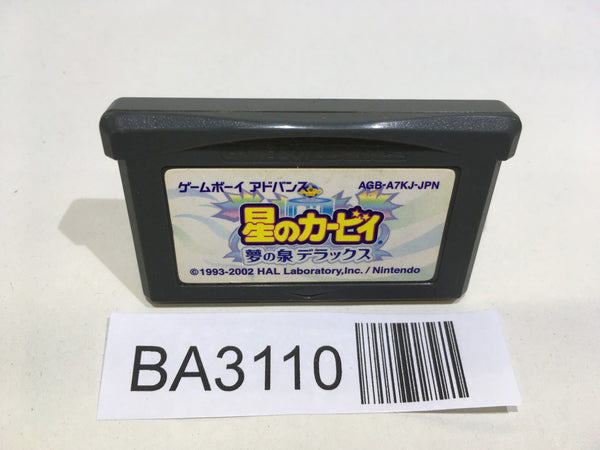 ゲームボーイ アドバンス AGB-A7KJ-JPN
星のカービィ
夢の泉 デラックス
©1993-2002 HAL Laboratory,Inc. / Nintendo
BA3110